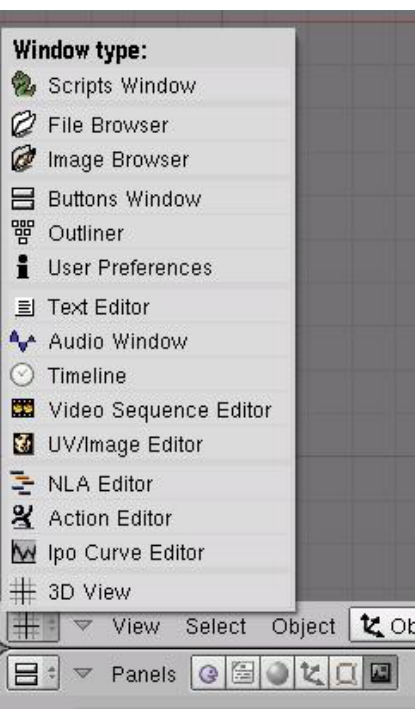 Window type:
Scripts Window
File Browser
Image Browser
Buttons Window
Outliner
User Preferences
Text Editor
Audio Window
Timeline
Video Sequence Editor
UV/Image Editor
NLA Editor
Action Editor
Ipo Curve Editor
3D View
View Select Object Ob
Panels